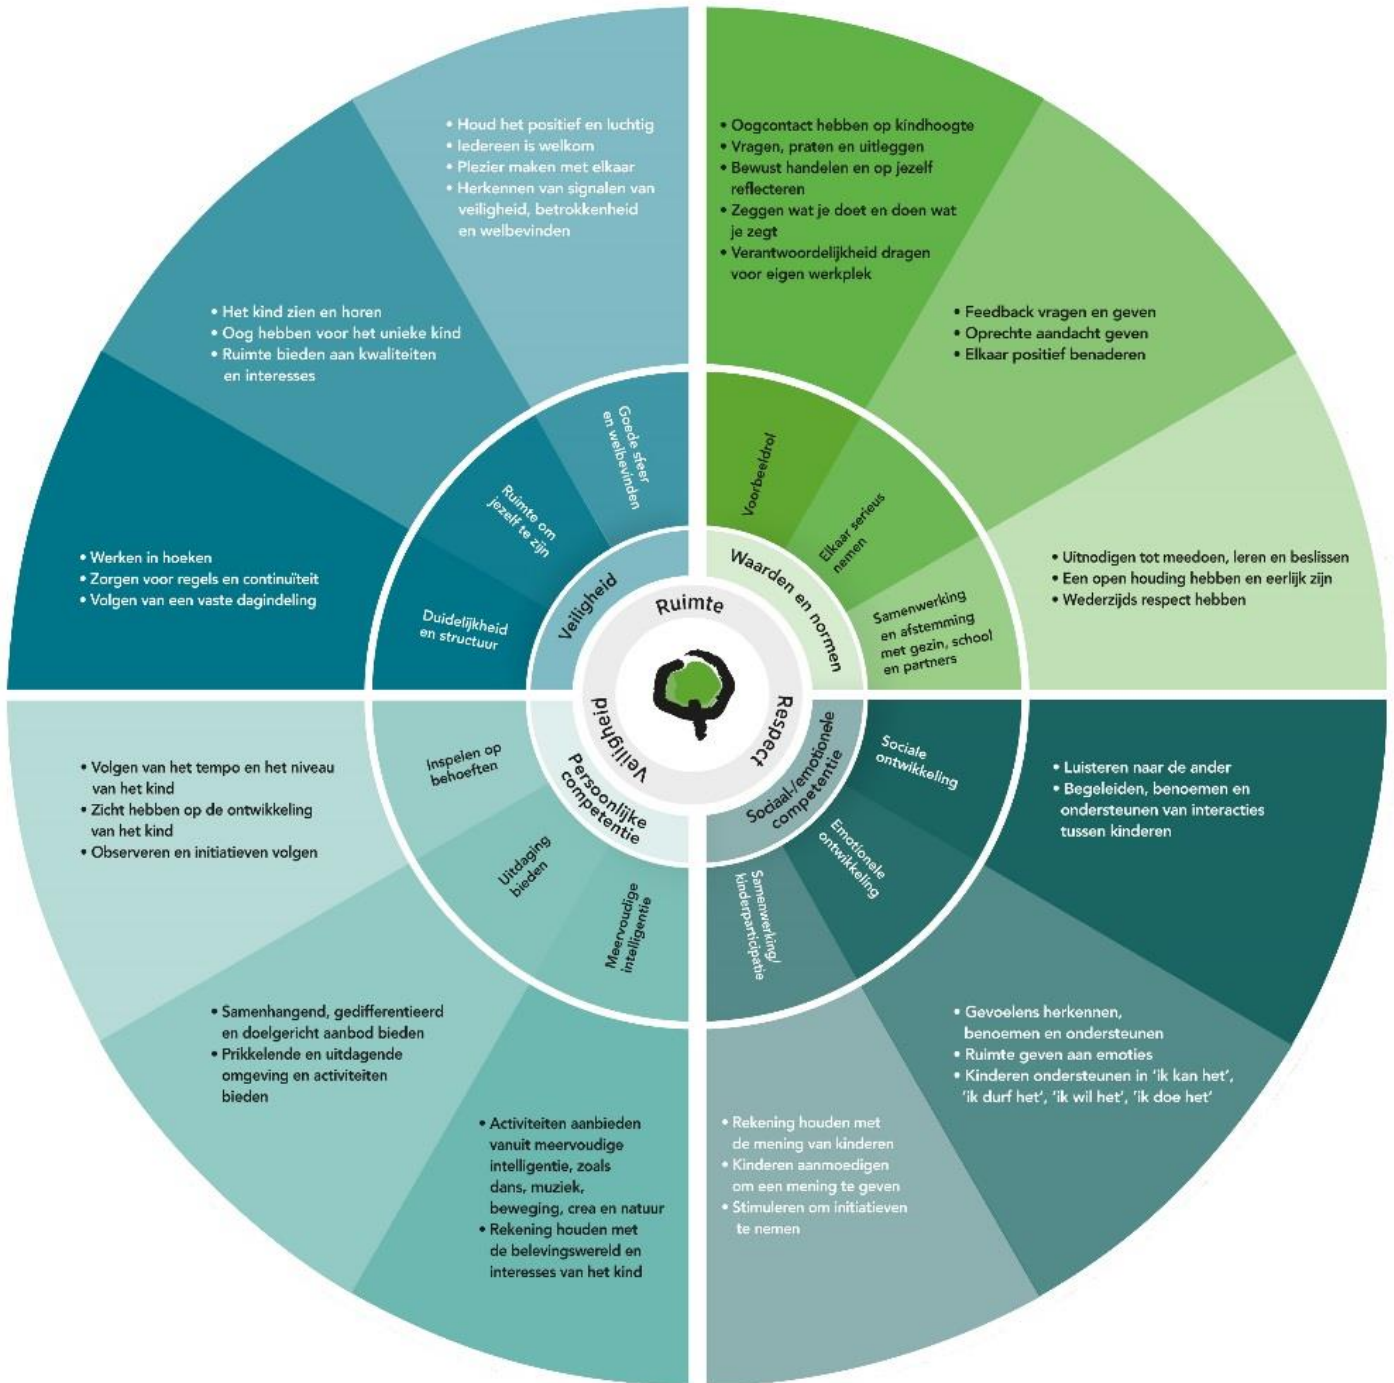 • Houd het positief en luchtig
• Iedereen is welkom
• Plezier maken met elkaar
• Herkennen van signalen van
veiligheid, betrokkenheid
en welbevinden
• Oogcontact hebben op kindhoogte
• Vragen, praten en uitleggen
• Bewust handelen en op jezelf
reflecteren
• Zeggen wat je doet en doen wat
je zegt
• Verantwoordelijkheid dragen
voor eigen werkplek
• Het kind zien en horen
• Oog hebben voor het unieke kind
• Ruimte bieden aan kwaliteiten
en interesses
• Feedback vragen en geven
• Oprechte aandacht geven
• Elkaar positief benaderen
• Werken in hoeken
• Zorgen voor regels en continuïteit
• Volgen van een vaste dagindeling
• Uitnodigen tot meedoen, leren en beslissen
• Een open houding hebben en eerlijk zijn
• Wederzijds respect hebben
Goede sfeer
en welbevinden
Ruimte om
jezelf te zijn
Duidelijkheid
en structuur
Veiligheid
Voorbeeldrol
Elkaar serieus
nemen
Samenwerking
en afstemming
met gezin, school
en partners
Waarden en normen
Ruimte
Respect
Veiligheid
Inspelen op
behoeften
Uitdaging
bieden
Meervoudige
intelligentie
Persoonlijke
competentie
Sociaal-/emotionele
competentie
Sociale
ontwikkeling
Emotionele
ontwikkeling
Samenwerking/
kinderparticipatie
• Volgen van het tempo en het niveau
van het kind
• Zicht hebben op de ontwikkeling
van het kind
• Observeren en initiatieven volgen
• Luisteren naar de ander
• Begeleiden, benoemen en
ondersteunen van interacties
tussen kinderen
• Samenhangend, gedifferentieerd
en doelgericht aanbod bieden
• Prikkelende en uitdagende
omgeving en activiteiten
bieden
• Gevoelens herkennen,
benoemen en ondersteunen
• Ruimte geven aan emoties
• Kinderen ondersteunen in 'ik kan het',
'ik durf het', 'ik wil het', 'ik doe het'
• Activiteiten aanbieden
vanuit meervoudige
intelligentie, zoals
dans, muziek,
beweging, crea en natuur
• Rekening houden met
de belevingswereld en
interesses van het kind
• Rekening houden met
de mening van kinderen
• Kinderen aanmoedigen
om een mening te geven
• Stimuleren om initiatieven
te nemen